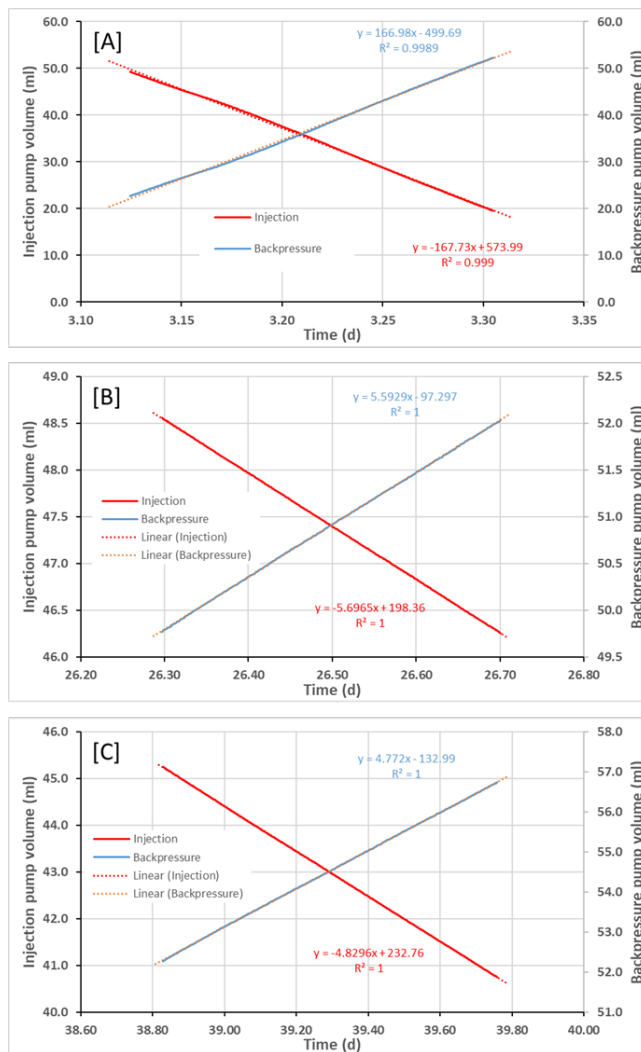 [A]
y = 166.98x - 499.69
R² = 0.9989
Injection pump volume (ml)
60.0
50.0
40.0
30.0
20.0
10.0
0.0
Injection
Backpressure
y = -167.73x + 573.99
R² = 0.999
60.0
50.0
40.0
30.0
20.0
10.0
0.0
Backpressure pump volume (ml)
3.10 3.15 3.20 3.25 3.30 3.35
Time (d)
[B]
y = 5.5929x - 97.297
R² = 1
Injection pump volume (ml)
49.0
48.5
48.0
47.5
47.0
46.5
46.0
Injection
Backpressure
Linear (Injection)
Linear (Backpressure)
y = -5.6965x + 198.36
R² = 1
52.5
52.0
51.5
51.0
50.5
50.0
49.5
Backpressure pump volume (ml)
26.20 26.30 26.40 26.50 26.60 26.70 26.80
Time (d)
[C]
y = 4.772x - 132.99
R² = 1
Injection pump volume (ml)
46.0
45.0
44.0
43.0
42.0
41.0
40.0
Injection
Backpressure
Linear (Injection)
Linear (Backpressure)
y = -4.8296x + 232.76
R² = 1
58.0
57.0
56.0
55.0
54.0
53.0
52.0
51.0
Backpressure pump volume (ml)
38.60 38.80 39.00 39.20 39.40 39.60 39.80 40.00
Time (d)